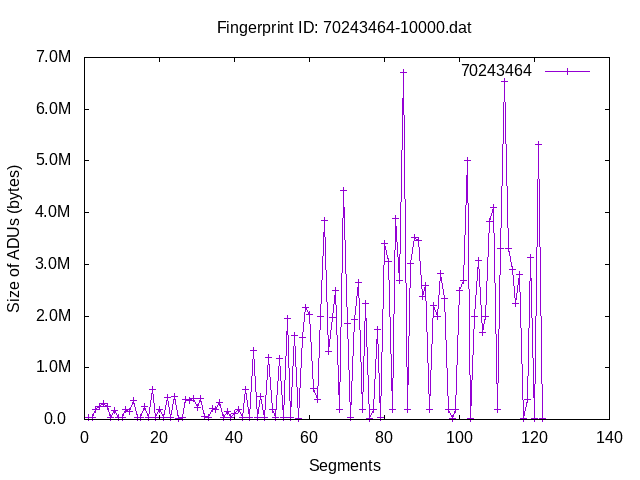 Fingerprint ID: 70243464-10000.dat
7.0M
70243464
6.0M
5.0M
4.0M
3.0M
2.0M
1.0M
0.0
Size of ADUs (bytes)
0 20 40 60 80 100 120 140
Segments